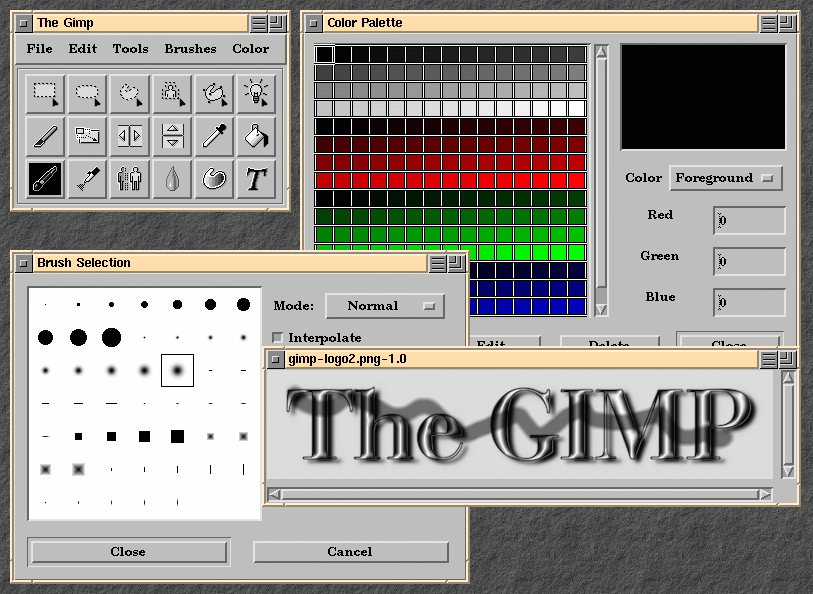 The Gimp
File Edit Tools Brushes Color
T
Color Palette
Color Foreground
Red 0
Green 0
Blue 0
Edit Delete Close
Brush Selection
Mode: Normal
Interpolate
gimp-logo2.png-1.0
The GIMP
Close Cancel